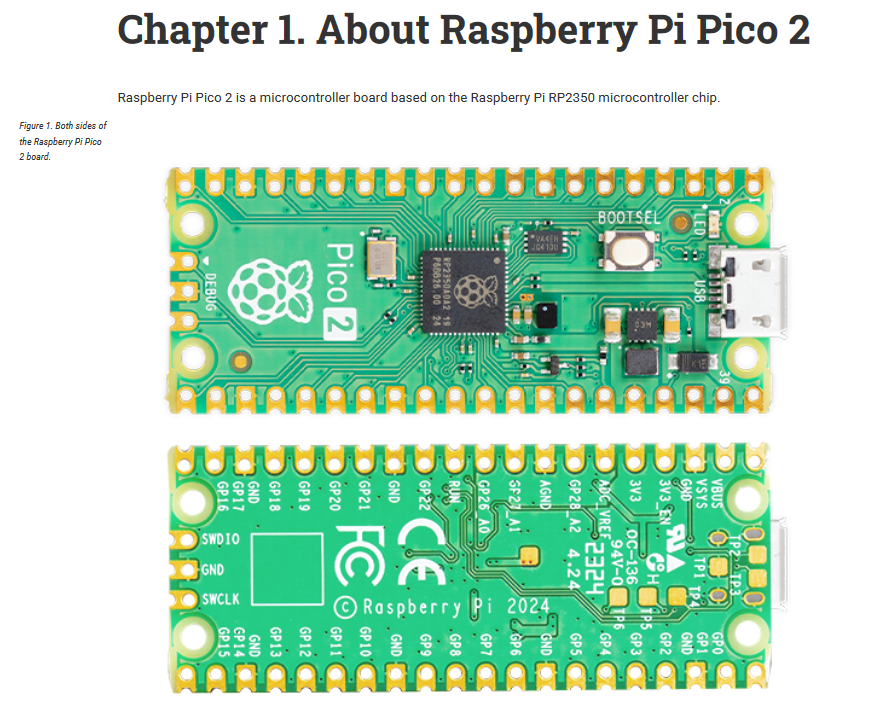 Chapter 1. About Raspberry Pi Pico 2
Raspberry Pi Pico 2 is a microcontroller board based on the Raspberry Pi RP2350 microcontroller chip.
Figure 1. Both sides of
the Raspberry Pi Pico
2 board.
2
1
BOOTSEL
LED
DEBUG
Pico 2
USB
39
GP16
GP17
GND
GP18
GP19
GP20
GP21
GND
GP22
RUN
GP26_A0
GP27_A1
AGND
GP28_A2
ADC_VREF
3V3
3V3_EN
GND
VSYS
VBUS
SWDIO
GND
SWCLK
FC
CE
2324
4.24
94V-0
TP2
TP1
TP3
TP4
TP5
TP6
© Raspberry Pi 2024
GP15
GP14
GND
GP13
GP12
GP11
GP10
GND
GP9
GP8
GP7
GP6
GND
GP5
GP4
GP3
GP2
GND
GP1
GP0